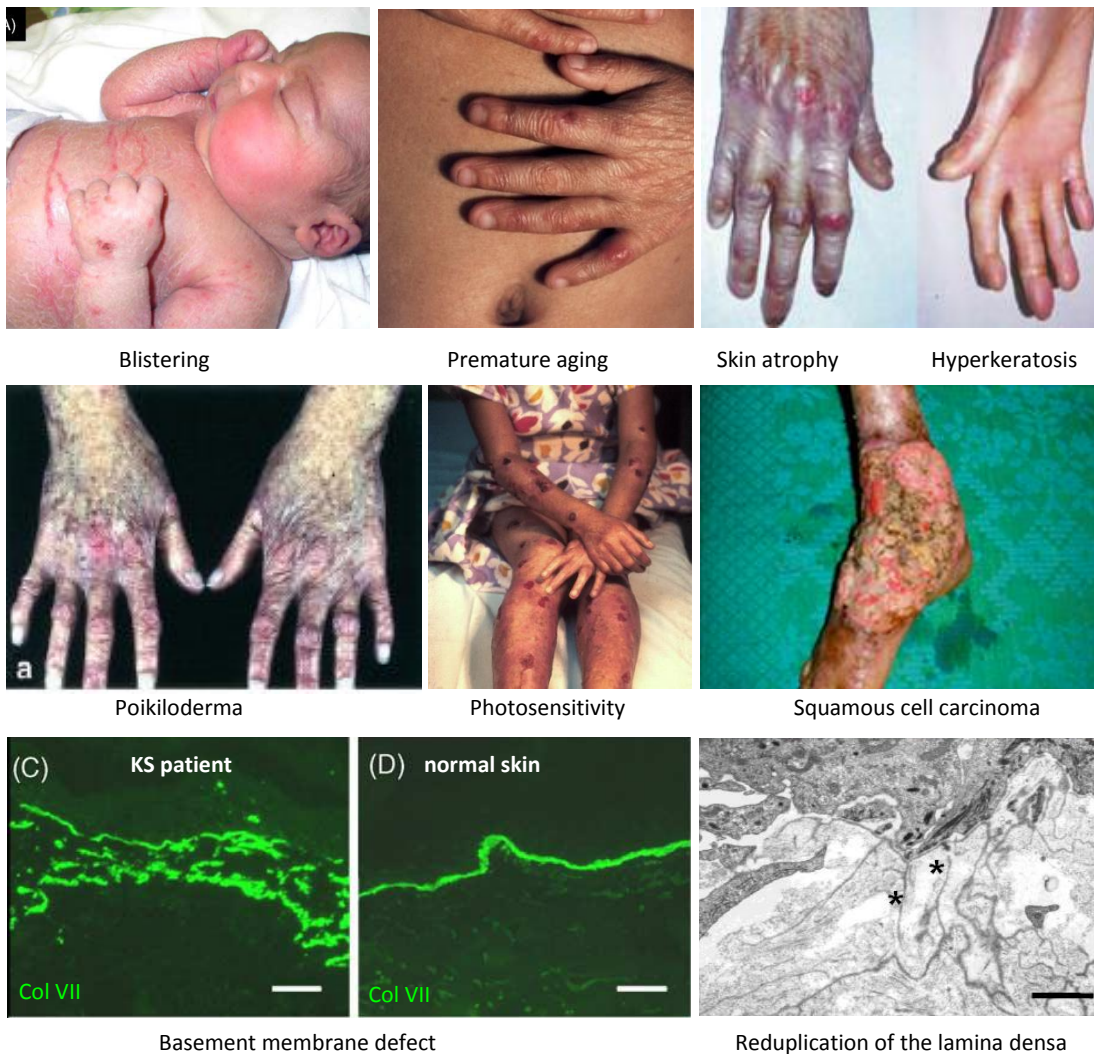 A)
Blistering
Premature aging
Skin atrophy
Hyperkeratosis
a
Poikiloderma
Photosensitivity
Squamous cell carcinoma
(C)
KS patient
(D)
normal skin
*
*
Col VII
Col VII
Basement membrane defect
Reduplication of the lamina densa